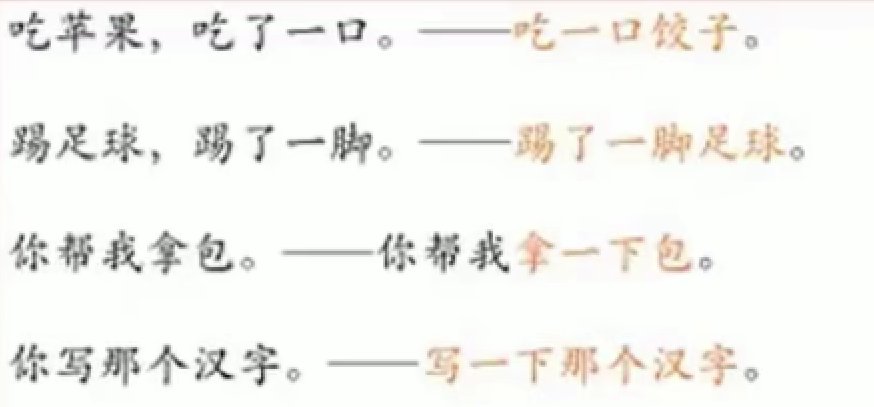 吃苹果，吃了一口。——吃一口饺子。
踢足球，踢了一脚。——踢了一脚足球。
你帮我拿包。——你帮我拿一下包。
你写那个汉字。——写一下那个汉字。